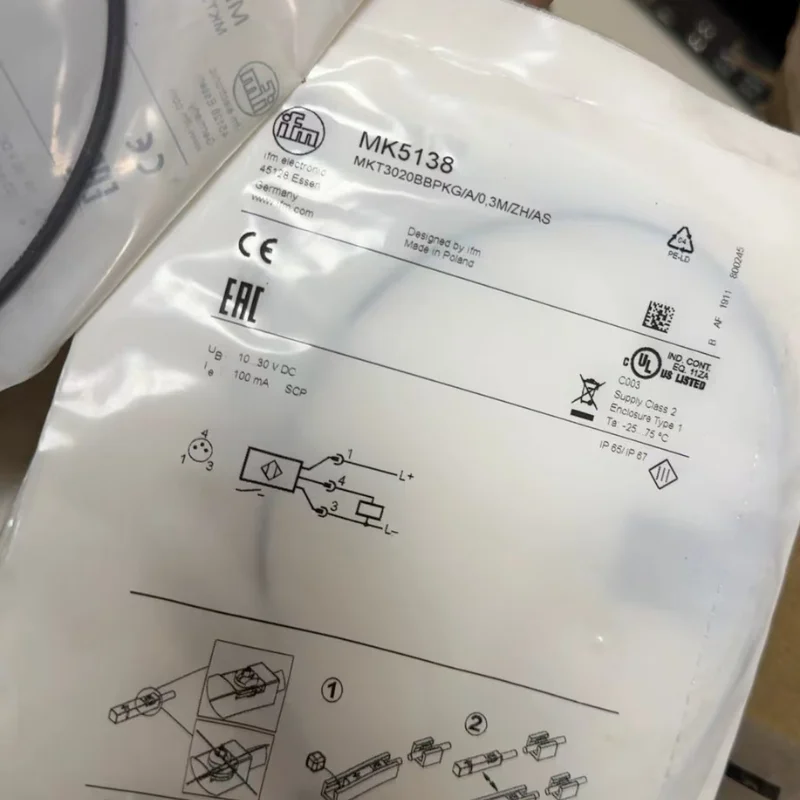 ifm
MK5138
MKT3020BBPKG/A/0,3M/ZH/AS
ifm electronic
45128 Essen
Germany
www.ifm.com
Designed by ifm
Made in Poland
04
PE-LD
B AF 1911 800245
CE
EAC
UB 10...30 V DC
Ie 100 mA SCP
c UL US LISTED
IND. CONT.
EQ. 11ZA
C003
Supply Class 2
Enclosure Type 1
Ta: -25...75 °C
IP 65/ IP 67
4
1 3
1 L+
4
3 L–
1
2